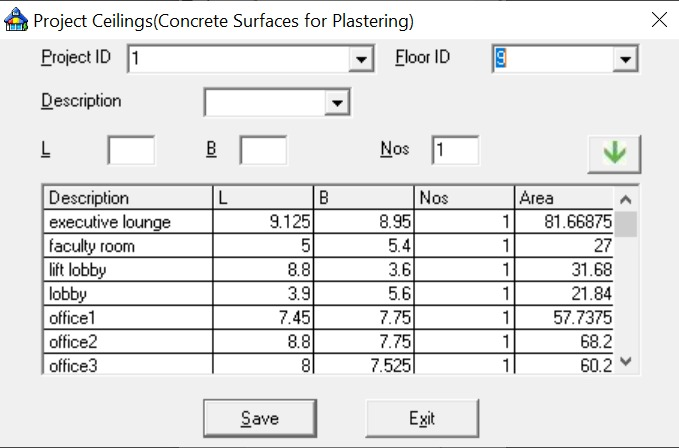 Project Ceilings(Concrete Surfaces for Plastering)
Project ID 1 Floor ID 9
Description
L B Nos 1
Description L B Nos Area
executive lounge 9.125 8.95 1 81.66875
faculty room 5 5.4 1 27
lift lobby 8.8 3.6 1 31.68
lobby 3.9 5.6 1 21.84
office1 7.45 7.75 1 57.7375
office2 8.8 7.75 1 68.2
office3 8 7.525 1 60.2
Save Exit